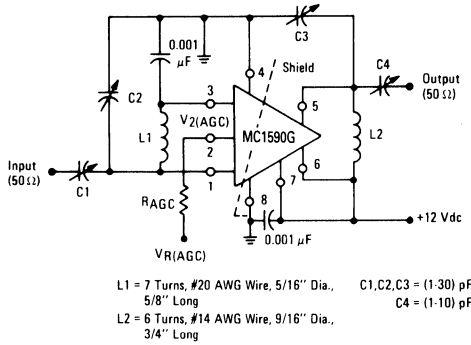 C3
0.001
µF
4
Shield
C4
Output
(50 Ω)
C2
3
5
V2(AGC)
L1
MC1590G
L2
2
Input
(50 Ω)
6
C1
1
7
RAGC
8
+12 Vdc
0.001 µF
VR(AGC)
L1 = 7 Turns, #20 AWG Wire, 5/16" Dia.,
5/8" Long
L2 = 6 Turns, #14 AWG Wire, 9/16" Dia.,
3/4" Long
C1,C2,C3 = (1-30) pF
C4 = (1-10) pF